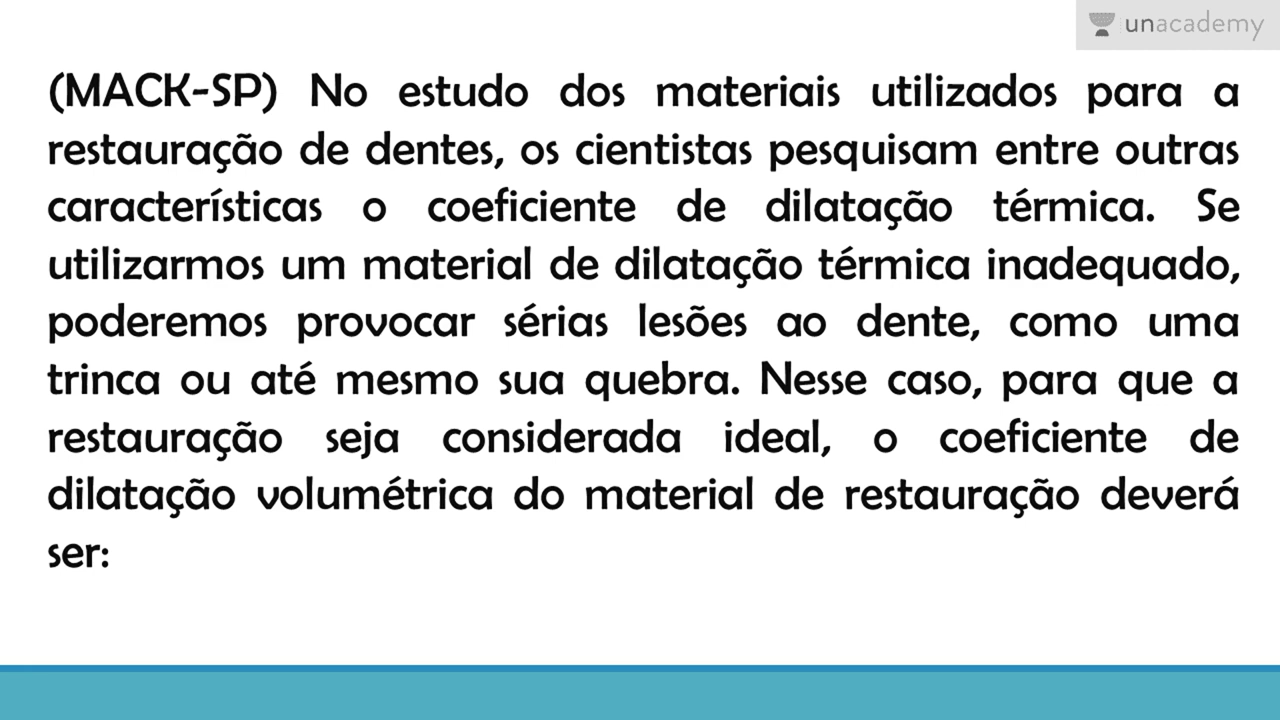 unacademy
(MACK-SP) No estudo dos materiais utilizados para a
restauração de dentes, os cientistas pesquisam entre outras
características o coeficiente de dilatação térmica. Se
utilizarmos um material de dilatação térmica inadequado,
poderemos provocar sérias lesões ao dente, como uma
trinca ou até mesmo sua quebra. Nesse caso, para que a
restauração seja considerada ideal, o coeficiente de
dilatação volumétrica do material de restauração deverá
ser: